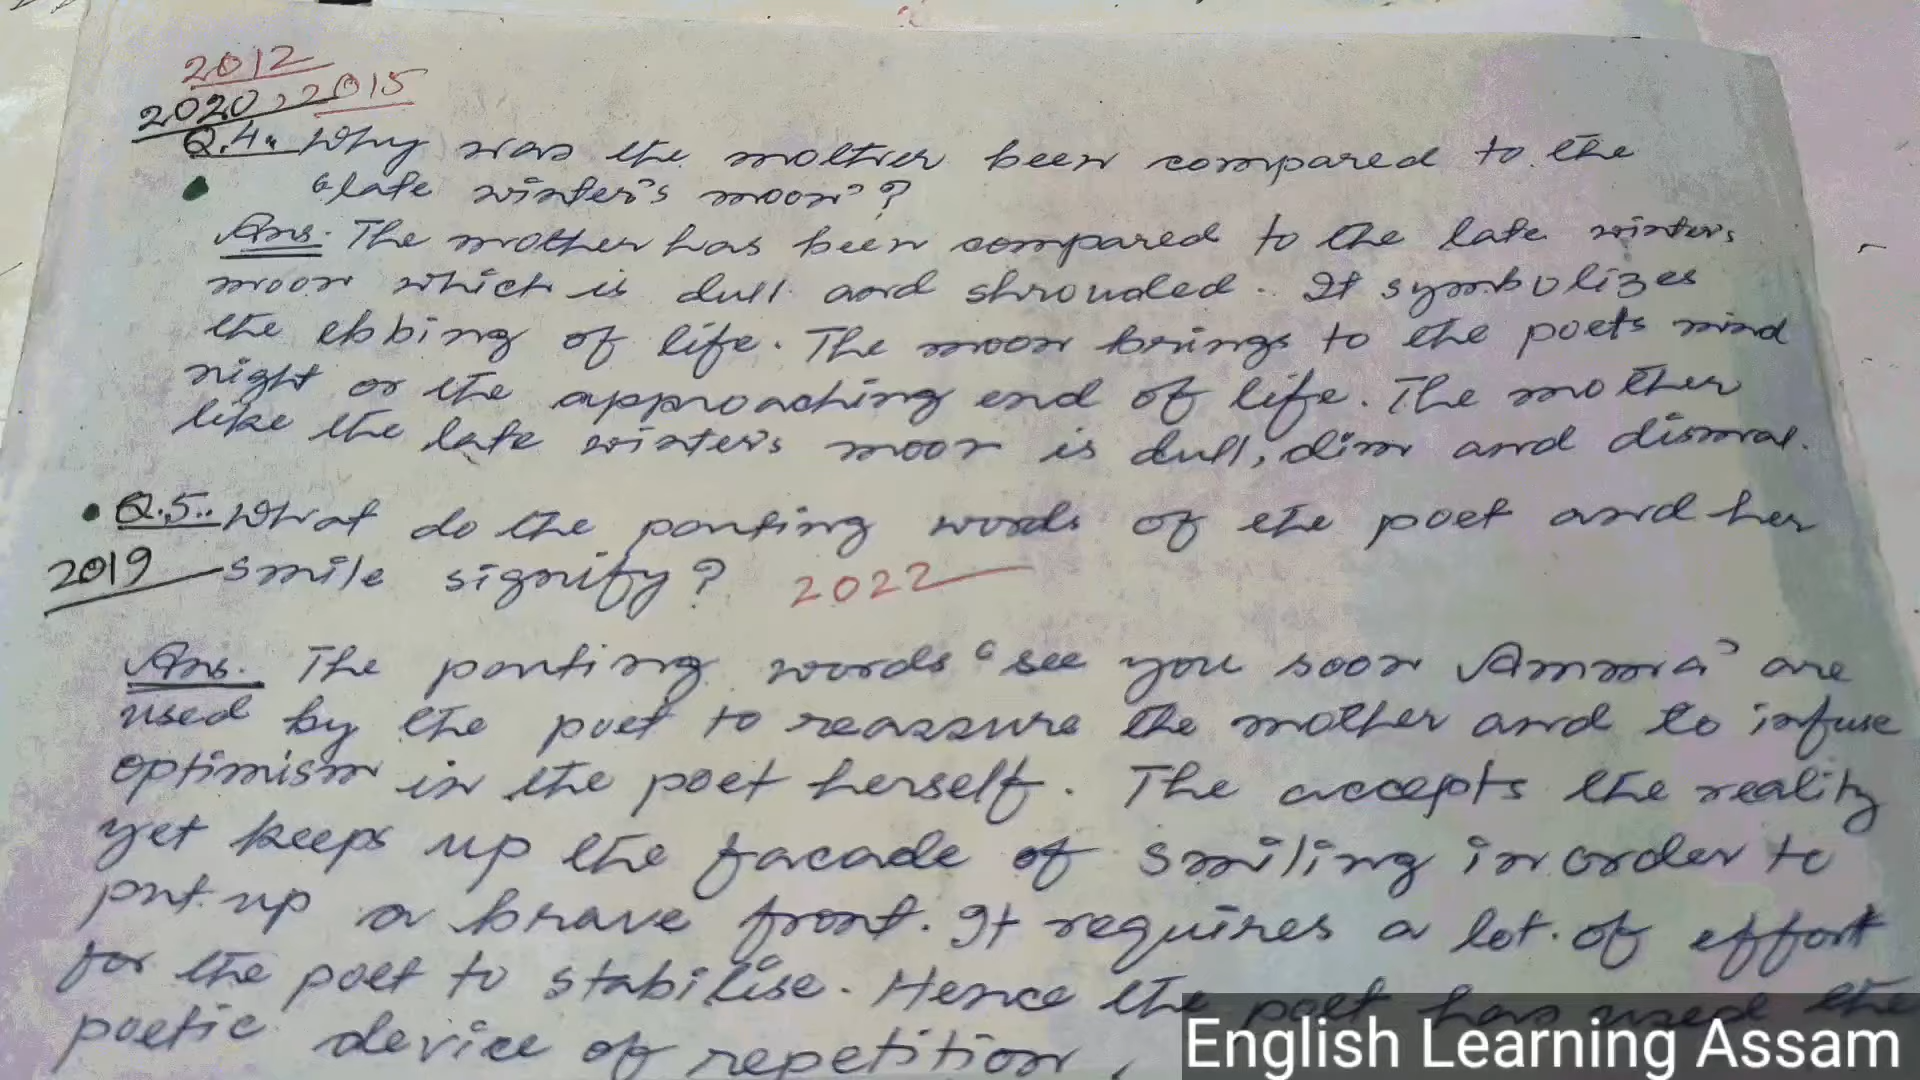 2012
2020, 2015
Q.4. Why was the mother been compared to the
'late winter's moon'?
Ans. The mother has been compared to the late winter's
moon which is dull and shrouded. It symbolizes
the ebbing of life. The moon brings to the poets mind
night or the approaching end of life. The mother
like the late winter's moon is dull, dim and dismal.
Q.5. What do the parting words of the poet and her
2019 smile signify? 2022
Ans. The parting words 'see you soon Amma' are
used by the poet to reassure the mother and to infuse
optimism in the poet herself. The accepts the reality
yet keeps up the facade of smiling in order to
put up a brave front. It requires a lot of effort
for the poet to stabilise. Hence the poet has used the
poetic device of repetition.
English Learning Assam